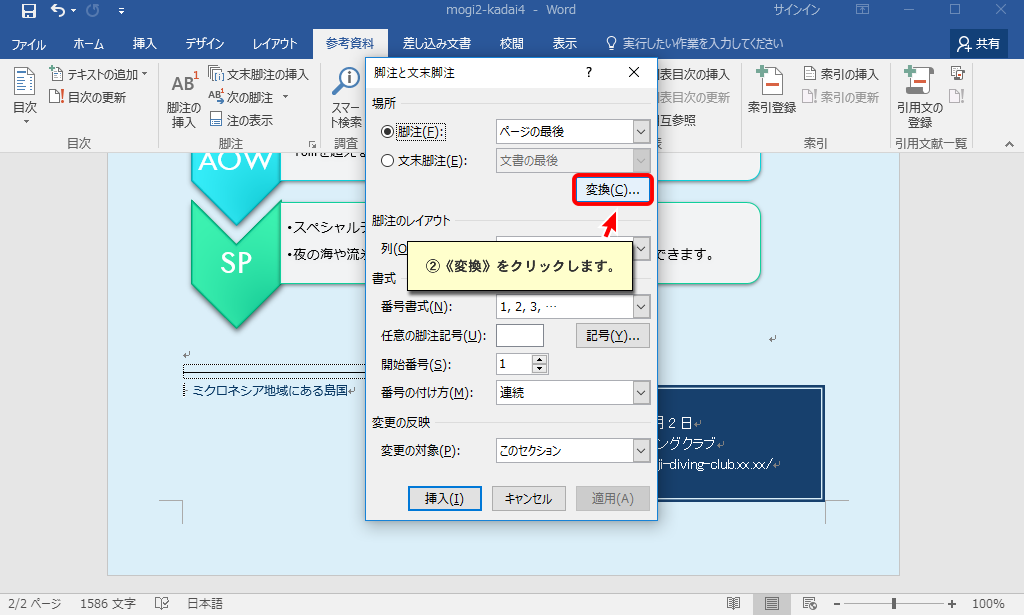 mogi2-kadai4 - Word
サインイン
ファイル
ホーム
挿入
デザイン
レイアウト
参考資料
差し込み文書
校閲
表示
実行したい作業を入力してください
共有
目次
テキストの追加
目次の更新
目次
AB1
脚注の
挿入
文末脚注の挿入
次の脚注
注の表示
脚注
スマー
ト検索
調査
表目次の挿入
表目次の更新
互参照
索引登録
索引の挿入
索引の更新
索引
引用文の
登録
引用文献一覧
AOW
SP
•スペシャルテ
•夜の海や流氷
できます。
脚注と文末脚注
?
場所
脚注(F):
ページの最後
文末脚注(E):
文書の最後
変換(C)...
脚注のレイアウト
列(O
②《変換》をクリックします。
書式
番号書式(N):
1, 2, 3, …
任意の脚注記号(U):
記号(Y)...
開始番号(S):
1
番号の付け方(M):
連続
変更の反映
変更の対象(P):
このセクション
挿入(I)
キャンセル
適用(A)
ミクロネシア地域にある島国
月 2 日
ングクラブ
ji-diving-club.xx.xx/
2/2 ページ
1586 文字
日本語
100%